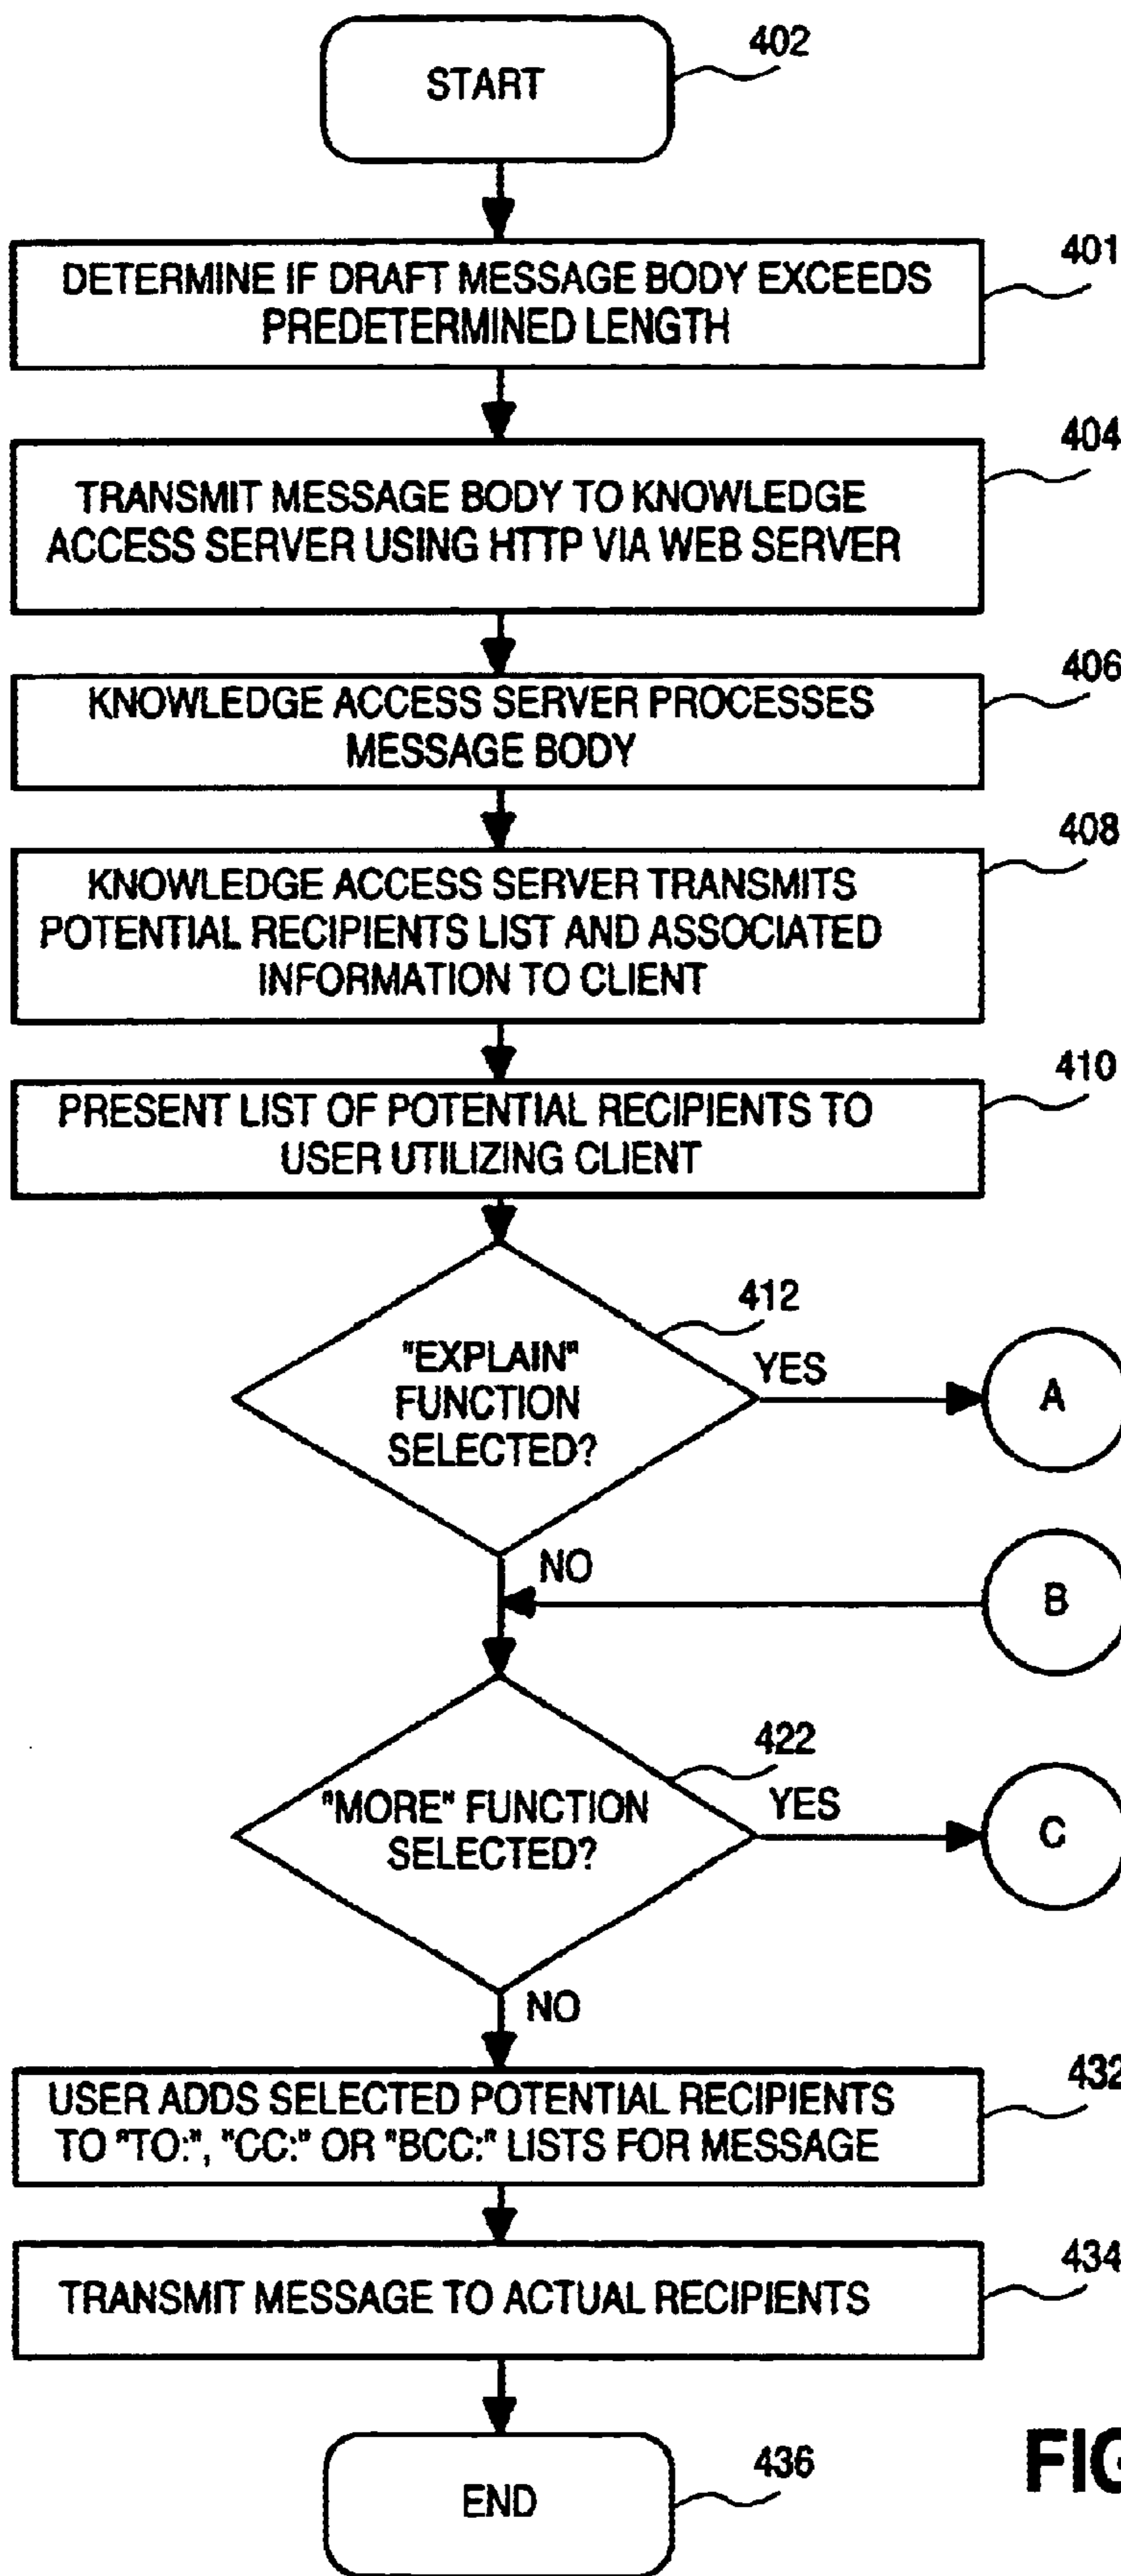 START
402
DETERMINE IF DRAFT MESSAGE BODY EXCEEDS
PREDETERMINED LENGTH
401
TRANSMIT MESSAGE BODY TO KNOWLEDGE
ACCESS SERVER USING HTTP VIA WEB SERVER
404
KNOWLEDGE ACCESS SERVER PROCESSES
MESSAGE BODY
406
KNOWLEDGE ACCESS SERVER TRANSMITS
POTENTIAL RECIPIENTS LIST AND ASSOCIATED
INFORMATION TO CLIENT
408
PRESENT LIST OF POTENTIAL RECIPIENTS TO
USER UTILIZING CLIENT
410
"EXPLAIN"
FUNCTION
SELECTED?
412
YES
A
NO
B
"MORE" FUNCTION
SELECTED?
422
YES
C
NO
USER ADDS SELECTED POTENTIAL RECIPIENTS
TO "TO:", "CC:" OR "BCC:" LISTS FOR MESSAGE
432
TRANSMIT MESSAGE TO ACTUAL RECIPIENTS
434
END
436
FIG